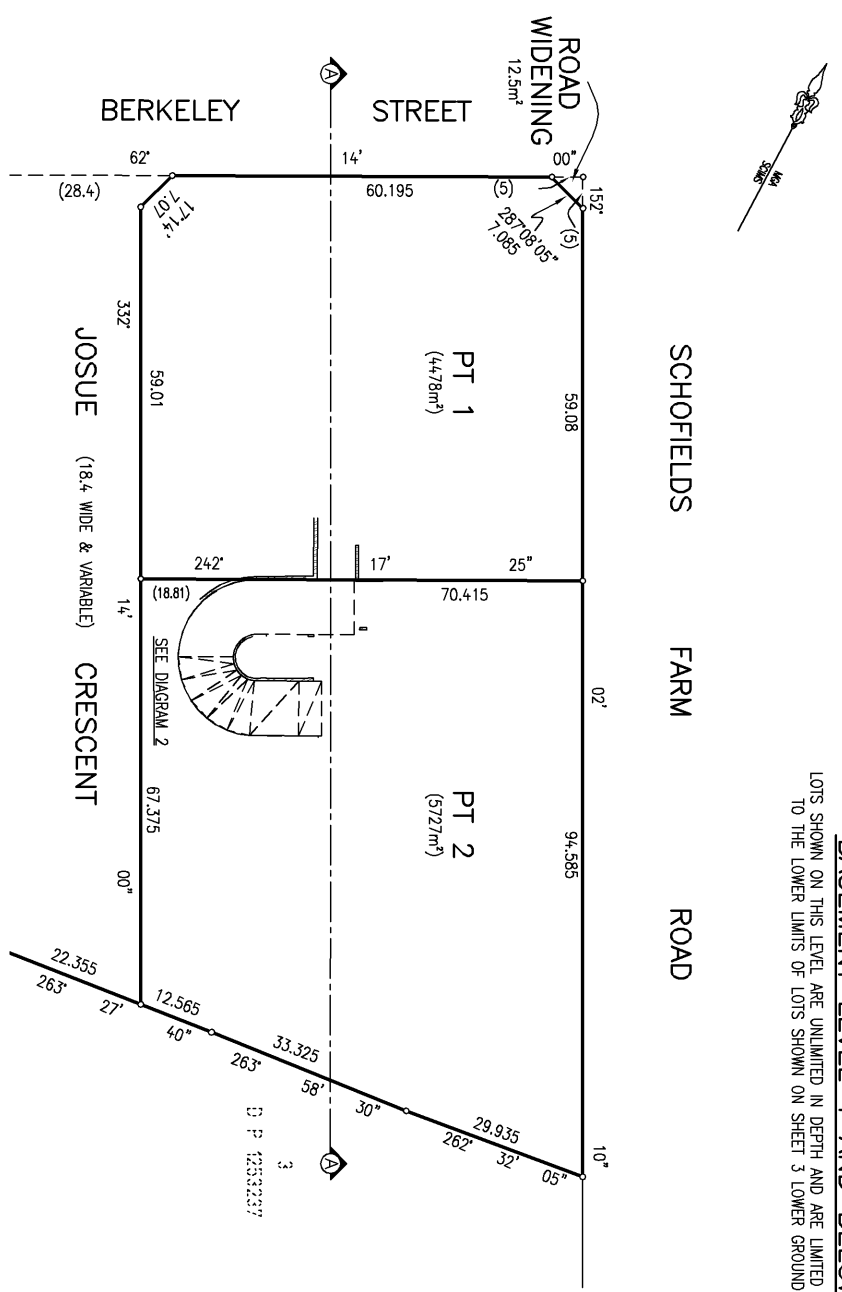 BASEMENT LEVEL 1 AND BELOW
LOTS SHOWN ON THIS LEVEL ARE UNLIMITED IN DEPTH AND ARE LIMITED
TO THE LOWER LIMITS OF LOTS SHOWN ON SHEET 3 LOWER GROUND
MGA
SCIMS
ROAD
WIDENING
12.5m²
BERKELEY STREET
62° 14' 00"
(28.4)
60.195
(5)
(5)
152° 02' 10"
287°08'05"
7.085
17°14'
7.07
SCHOFIELDS FARM ROAD
59.08
94.585
PT 1
(4478m²)
332° 14' 00"
59.01
67.375
JOSUE (18.4 WIDE & VARIABLE) CRESCENT
242° 17' 25"
(18.81)
70.415
SEE DIAGRAM 2
PT 2
(5727m²)
22.355
263° 27' 40"
12.565
33.325
263° 58' 30"
29.935
262° 32' 05"
3
D P 1253237
A
A